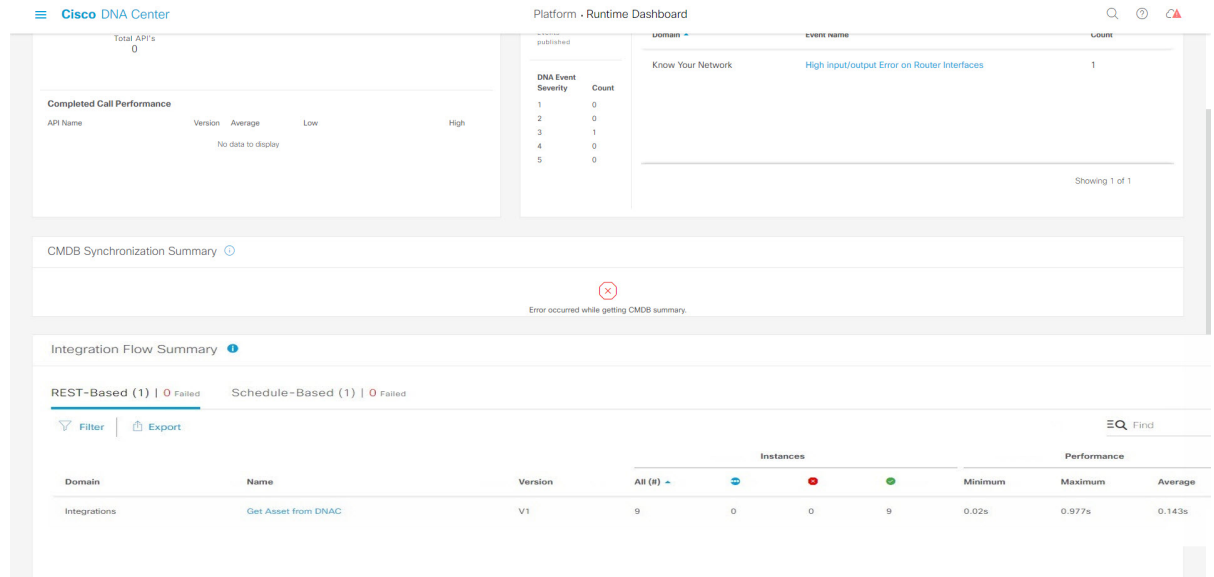 Cisco DNA Center
Platform • Runtime Dashboard
Total API's
0
Completed Call Performance
API Name Version Average Low High
No data to display
published
DNA Event
Severity Count
1 0
2 0
3 1
4 0
5 0
Domain Event Name Count
Know Your Network High input/output Error on Router Interfaces 1
Showing 1 of 1
CMDB Synchronization Summary
Error occurred while getting CMDB summary.
Integration Flow Summary
REST-Based (1) | 0 Failed Schedule-Based (1) | 0 Failed
Filter Export Find
Instances Performance
Domain Name Version All (#) Minimum Maximum Average
Integrations Get Asset from DNAC V1 9 0 0 9 0.02s 0.977s 0.143s